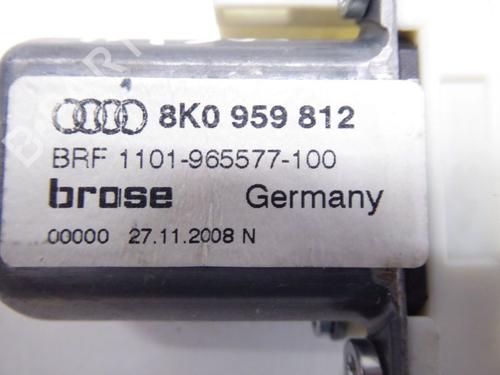 8K0 959 812
BRF 1101-965577-100
brose Germany
00000 27.11.2008 N